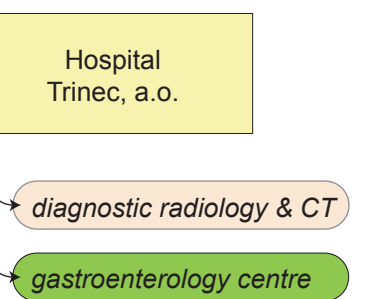 Hospital
Trinec, a.o.
diagnostic radiology & CT
gastroenterology centre